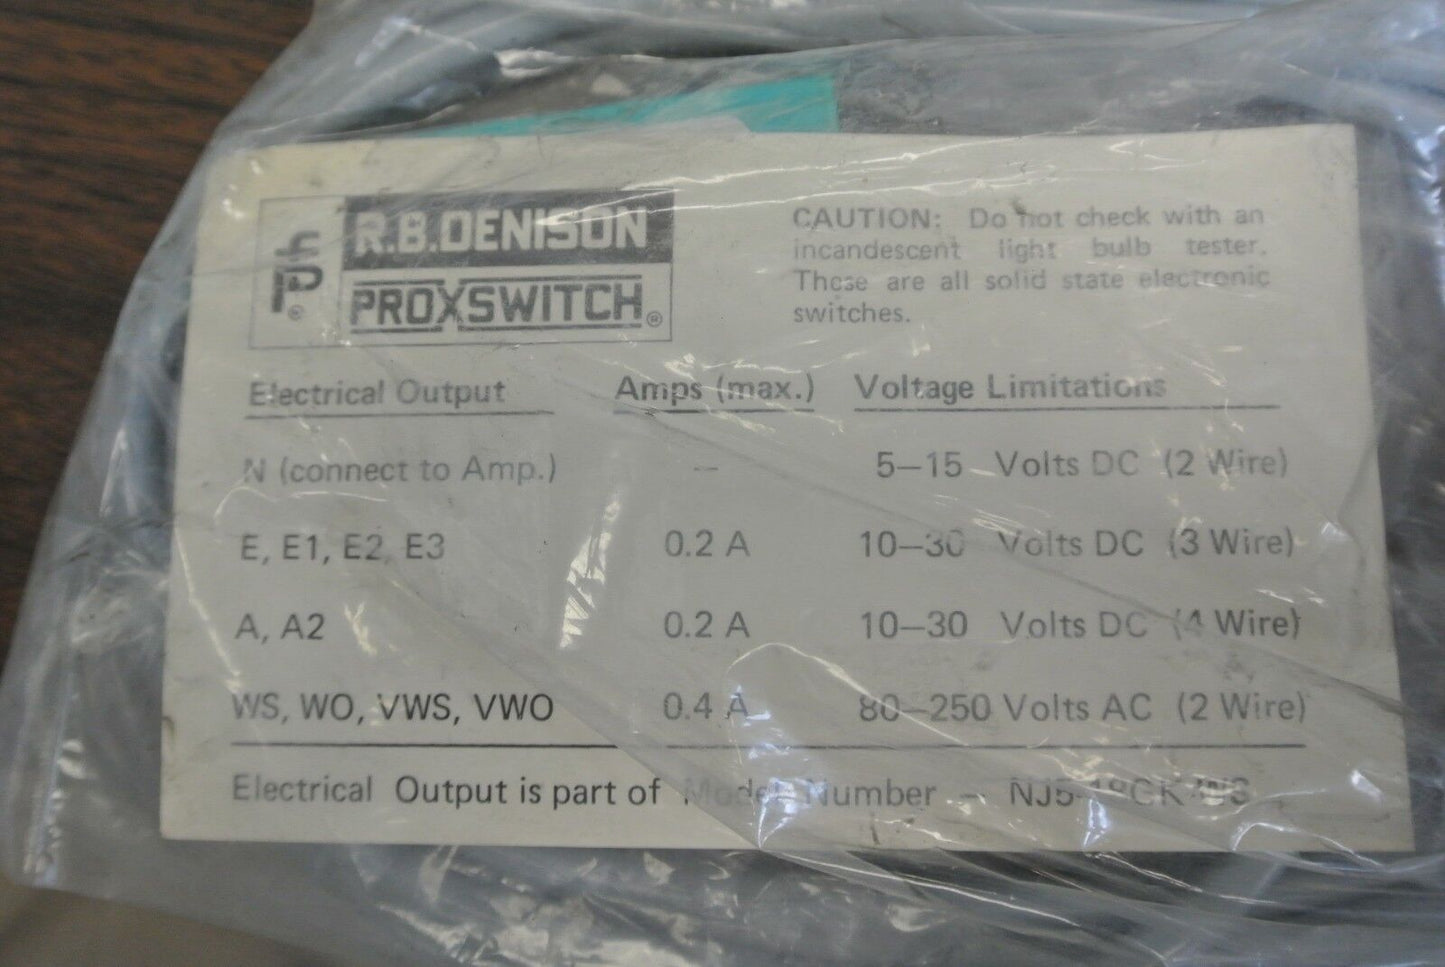 R.B.DENISON
PROXSWITCH®
®
CAUTION: Do not check with an
incandescent light bulb tester.
These are all solid state electronic
switches.
Electrical Output Amps (max.) Voltage Limitations
N (connect to Amp.) — 5–15 Volts DC (2 Wire)
E, E1, E2, E3 0.2 A 10–30 Volts DC (3 Wire)
A, A2 0.2 A 10–30 Volts DC (4 Wire)
WS, WO, VWS, VWO 0.4 A 80–250 Volts AC (2 Wire)
Electrical Output is part of Model Number –